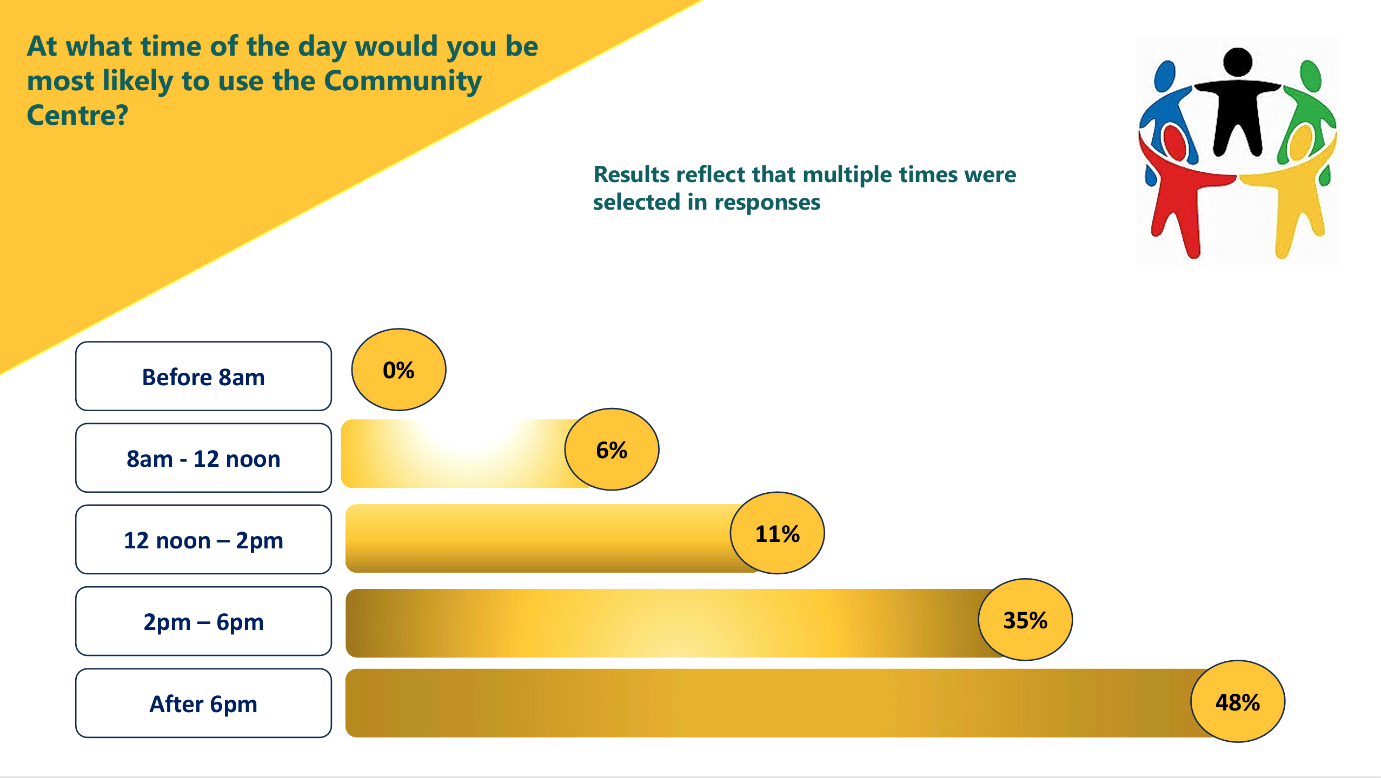 At what time of the day would you be
most likely to use the Community
Centre?
Results reflect that multiple times were
selected in responses
Before 8am
0%
8am - 12 noon
6%
12 noon – 2pm
11%
2pm – 6pm
35%
After 6pm
48%